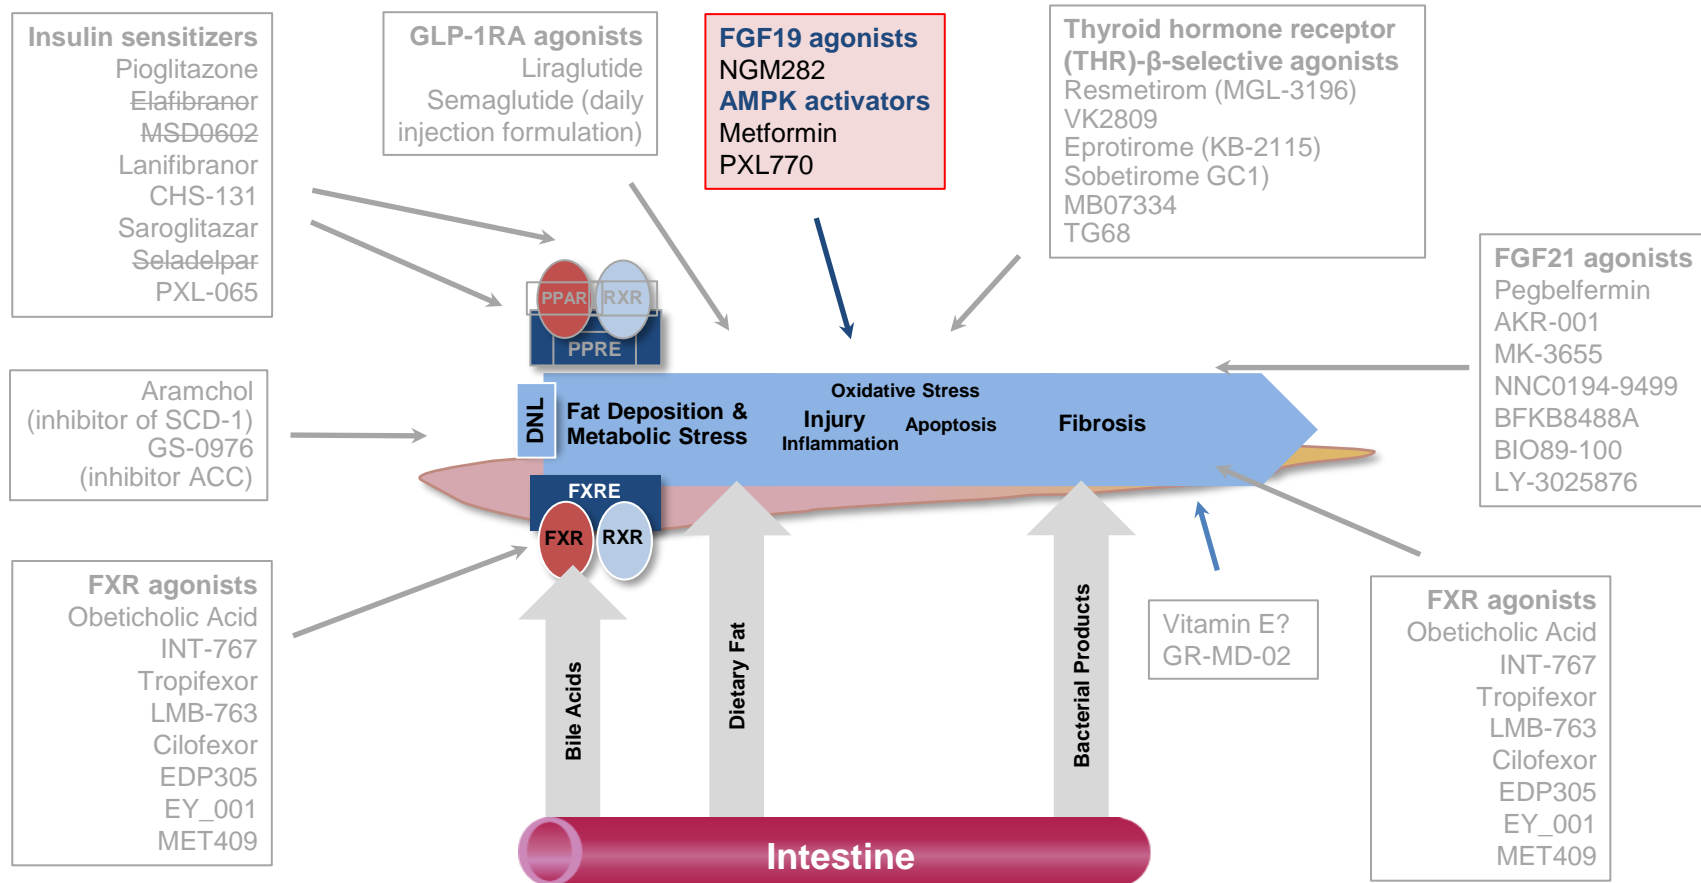 Insulin sensitizers
Pioglitazone
Elafibranor
MSD0602
Lanifibranor
CHS-131
Saroglitazar
Seladelpar
PXL-065
GLP-1RA agonists
Liraglutide
Semaglutide (daily
injection formulation)
FGF19 agonists
NGM282
AMPK activators
Metformin
PXL770
Thyroid hormone receptor
(THR)-β-selective agonists
Resmetirom (MGL-3196)
VK2809
Eprotirome (KB-2115)
Sobetirome GC1)
MB07334
TG68
FGF21 agonists
Pegbelfermin
AKR-001
MK-3655
NNC0194-9499
BFKB8488A
BIO89-100
LY-3025876
PPAR
RXR
PPRE
Aramchol
(inhibitor of SCD-1)
GS-0976
(inhibitor ACC)
DNL
Fat Deposition &
Metabolic Stress
Oxidative Stress
Injury
Inflammation
Apoptosis
Fibrosis
FXRE
FXR
RXR
FXR agonists
Obeticholic Acid
INT-767
Tropifexor
LMB-763
Cilofexor
EDP305
EY_001
MET409
Bile Acids
Dietary Fat
Bacterial Products
Vitamin E?
GR-MD-02
FXR agonists
Obeticholic Acid
INT-767
Tropifexor
LMB-763
Cilofexor
EDP305
EY_001
MET409
Intestine